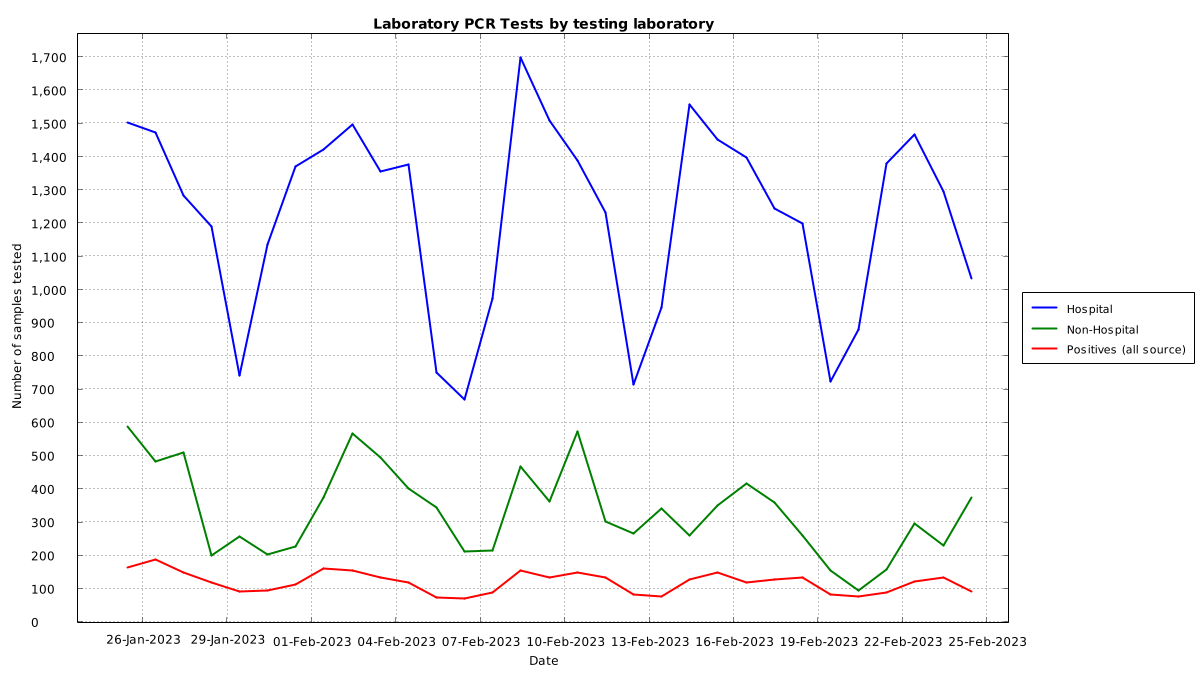 Laboratory PCR Tests by testing laboratory
1,700
1,600
1,500
1,400
1,300
1,200
1,100
1,000
900
800
700
600
500
400
300
200
100
0
Number of samples tested
26-Jan-2023 29-Jan-2023 01-Feb-2023 04-Feb-2023 07-Feb-2023 10-Feb-2023 13-Feb-2023 16-Feb-2023 19-Feb-2023 22-Feb-2023 25-Feb-2023
Date
Hospital
Non-Hospital
Positives (all source)